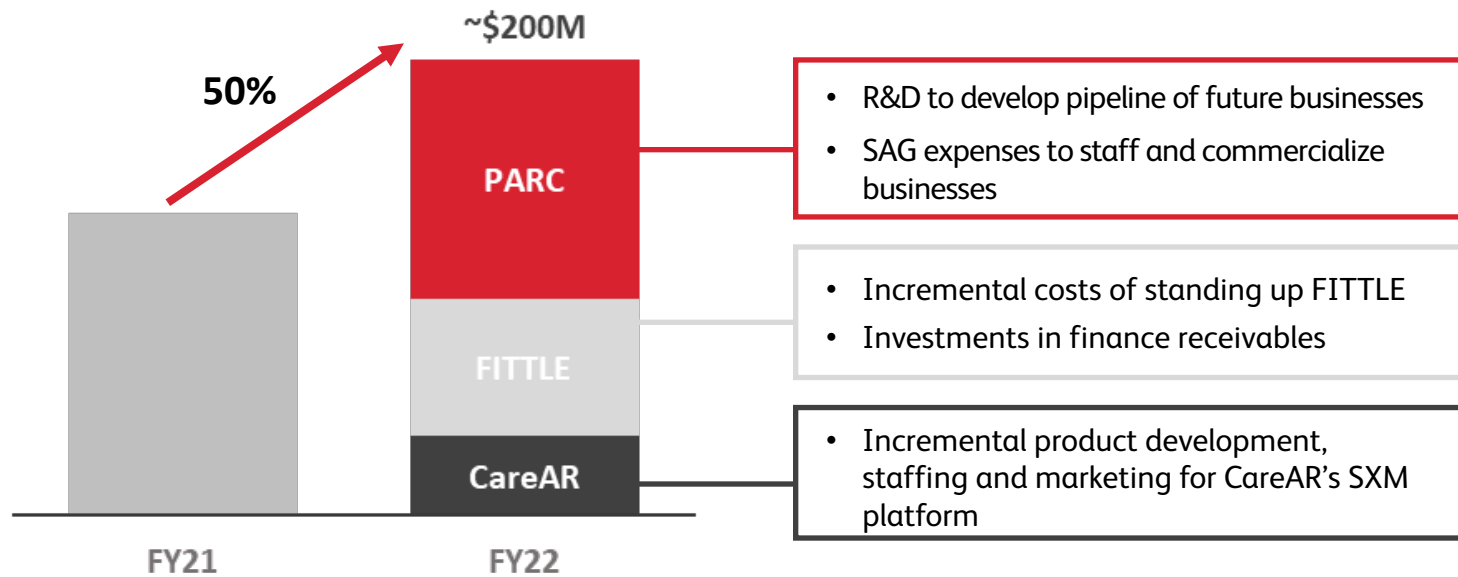 ~$200M
50%
PARC
FITTLE
CareAR
FY21
FY22
• R&D to develop pipeline of future businesses
• SAG expenses to staff and commercialize
businesses
• Incremental costs of standing up FITTLE
• Investments in finance receivables
• Incremental product development,
staffing and marketing for CareAR’s SXM
platform